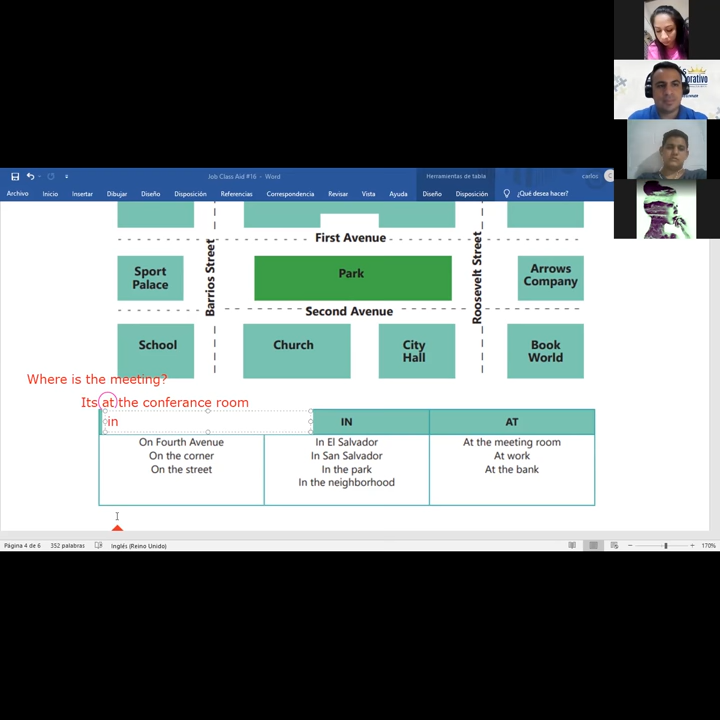 Job Class Aid #16 - Word
Herramientas de tabla
carlos
Archivo Inicio Insertar Dibujar Diseño Disposición Referencias Correspondencia Revisar Vista Ayuda Diseño Disposición ¿Qué desea hacer?
First Avenue
Barrios Street
Roosevelt Street
Sport Palace
Park
Arrows Company
Second Avenue
School
Church
City Hall
Book World
Where is the meeting?
Its at the conferance room
in
IN
AT
On Fourth Avenue
On the corner
On the street
In El Salvador
In San Salvador
In the park
In the neighborhood
At the meeting room
At work
At the bank
Página 4 de 6 352 palabras Inglés (Reino Unido) 170%